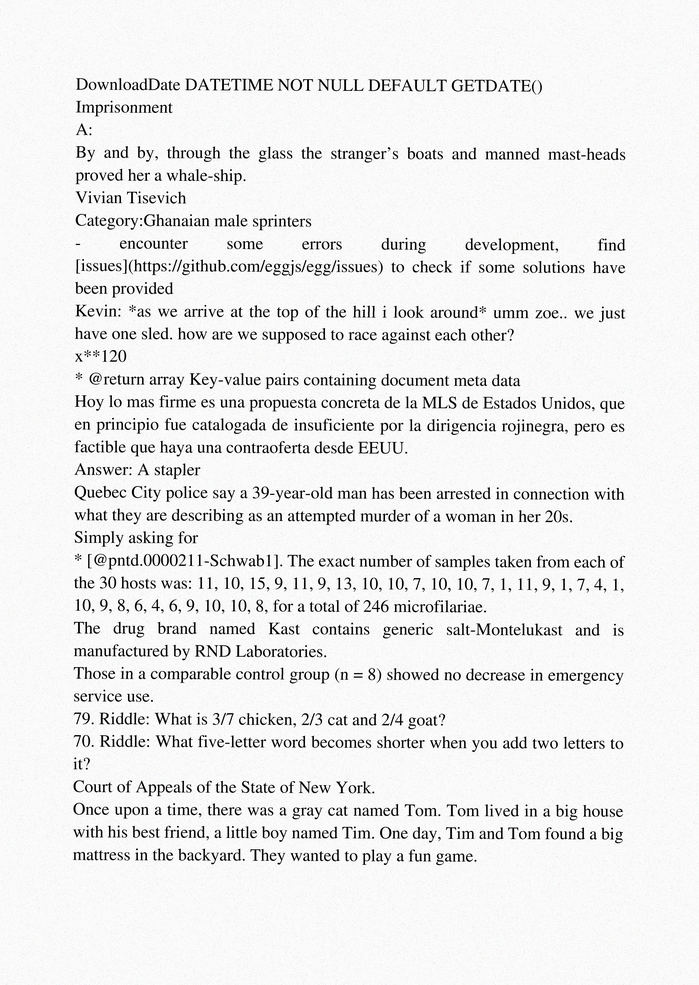 DownloadDate DATETIME NOT NULL DEFAULT GETDATE()
Imprisonment
A:
By and by, through the glass the stranger’s boats and manned mast-heads
proved her a whale-ship.
Vivian Tisevich
Category:Ghanaian male sprinters
- encounter some errors during development, find
[issues](https://github.com/eggjs/egg/issues) to check if some solutions have
been provided
Kevin: *as we arrive at the top of the hill i look around* umm zoe.. we just
have one sled. how are we supposed to race against each other?
x**120
* @return array Key-value pairs containing document meta data
Hoy lo mas firme es una propuesta concreta de la MLS de Estados Unidos, que
en principio fue catalogada de insuficiente por la dirigencia rojinegra, pero es
factible que haya una contraoferta desde EEUU.
Answer: A stapler
Quebec City police say a 39-year-old man has been arrested in connection with
what they are describing as an attempted murder of a woman in her 20s.
Simply asking for
* [@pntd.0000211-Schwab1]. The exact number of samples taken from each of
the 30 hosts was: 11, 10, 15, 9, 11, 9, 13, 10, 10, 7, 10, 10, 7, 1, 11, 9, 1, 7, 4, 1,
10, 9, 8, 6, 4, 6, 9, 10, 10, 8, for a total of 246 microfilariae.
The drug brand named Kast contains generic salt-Montelukast and is
manufactured by RND Laboratories.
Those in a comparable control group (n = 8) showed no decrease in emergency
service use.
79. Riddle: What is 3/7 chicken, 2/3 cat and 2/4 goat?
70. Riddle: What five-letter word becomes shorter when you add two letters to
it?
Court of Appeals of the State of New York.
Once upon a time, there was a gray cat named Tom. Tom lived in a big house
with his best friend, a little boy named Tim. One day, Tim and Tom found a big
mattress in the backyard. They wanted to play a fun game.